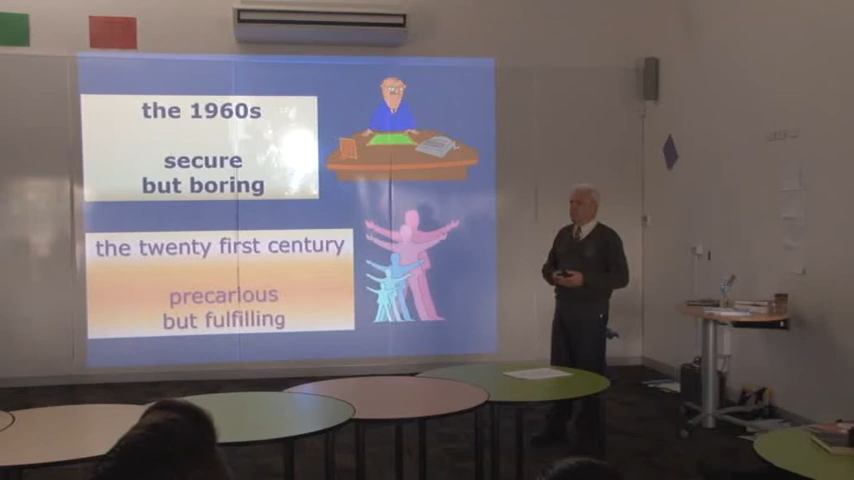 the 1960s
secure
but boring
the twenty first century
precarious
but fulfilling